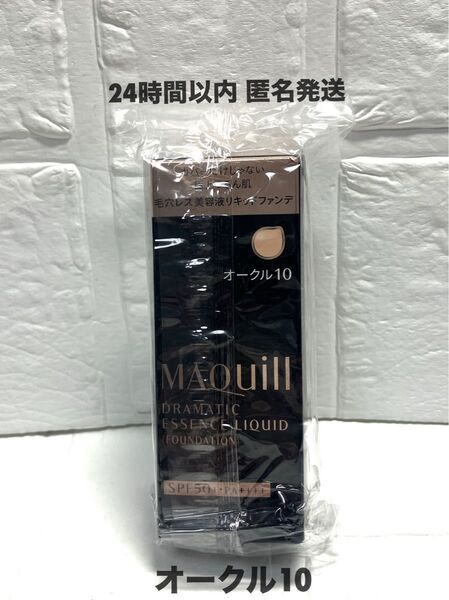 24時間以内 匿名発送
毛穴レス美容液リキッドファンデ
オークル10
MAQuill
DRAMATIC
ESSENCE LIQUID
FOUNDATION
SPF50+・PA++++
オークル10